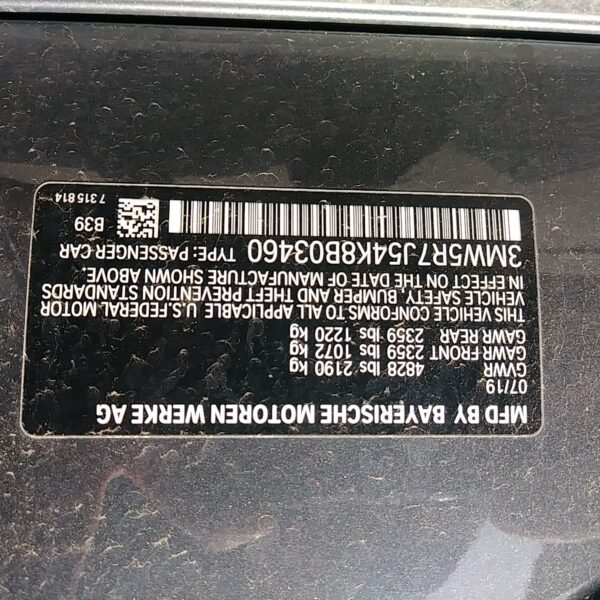 MFD BY BAYERISCHE MOTOREN WERKE AG
07/19
GVWR 4828 lbs 2190 kg
GAWR FRONT 2359 lbs 1072 kg
GAWR REAR 2359 lbs 1220 kg
THIS VEHICLE CONFORMS TO ALL APPLICABLE U.S.FEDERAL MOTOR
VEHICLE SAFETY, BUMPER AND THEFT PREVENTION STANDARDS
IN EFFECT ON THE DATE OF MANUFACTURE SHOWN ABOVE.
3MW5R7J54K8B03460 TYPE: PASSENGER CAR
B39
7315814